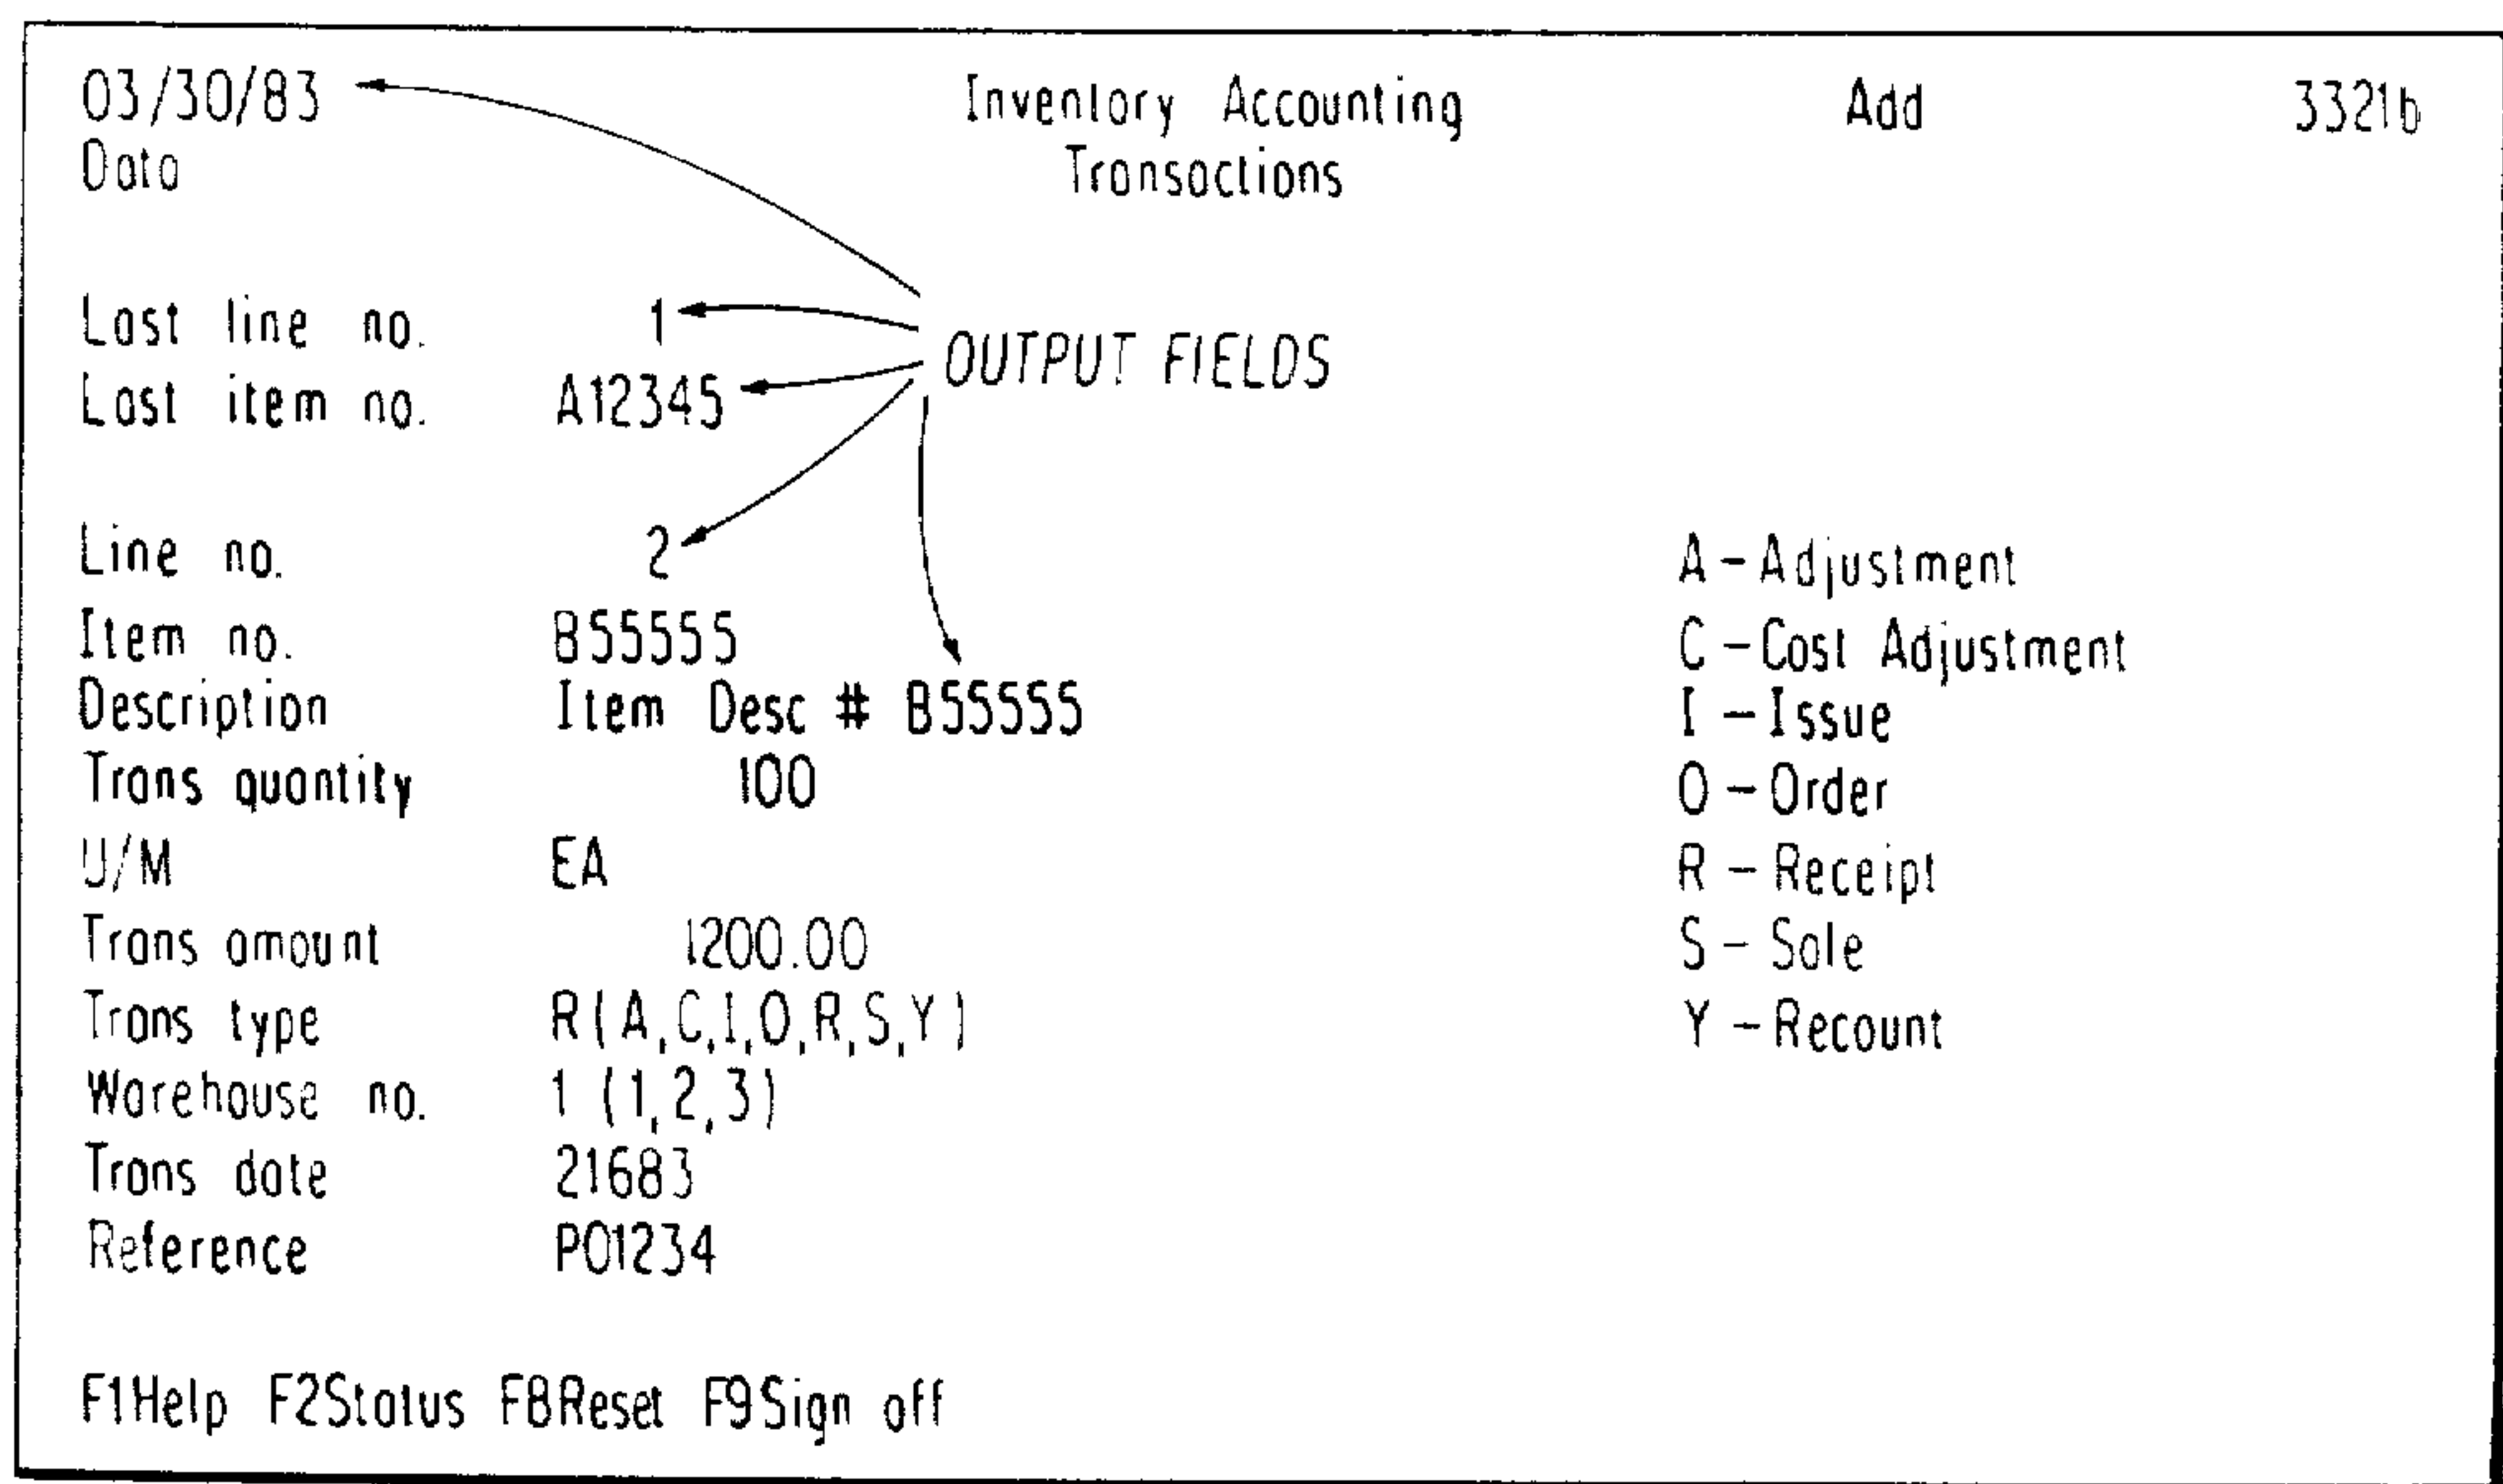 03/30/83 Inventory Accounting Add 3321b
Data Transactions
Last line no. 1
OUTPUT FIELDS
Last item no. A12345
Line no. 2 A - Adjustment
Item no. B55555 C - Cost Adjustment
Description Item Desc # B55555 I - Issue
Trans quantity 100 O - Order
U/M EA R - Receipt
Trans amount 1200.00 S - Sale
Trans type R (A,C,I,O,R,S,Y) Y - Recount
Warehouse no. 1 (1,2,3)
Trans date 21683
Reference PO1234
F1Help F2Status F8Reset F9Sign off